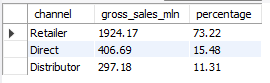 channel gross_sales_mln percentage
Retailer 1924.17 73.22
Direct 406.69 15.48
Distributor 297.18 11.31